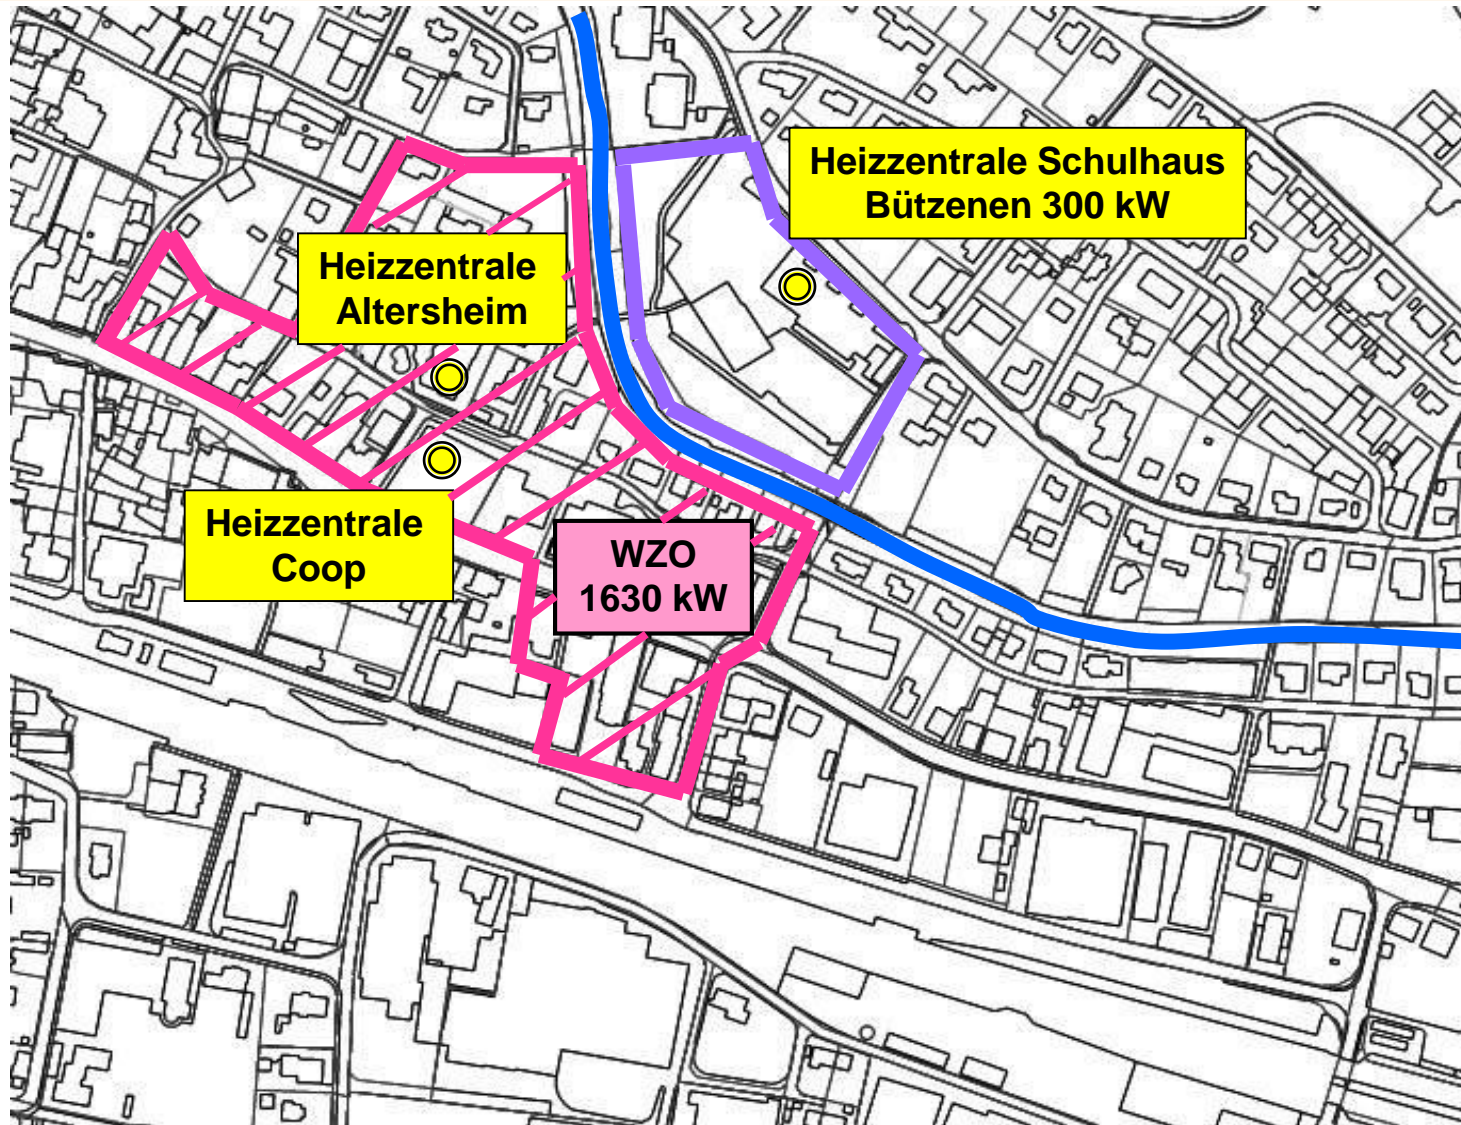 Heizzentrale Schulhaus
Bützenen 300 kW
Heizzentrale
Altersheim
Heizzentrale
Coop
WZO
1630 kW